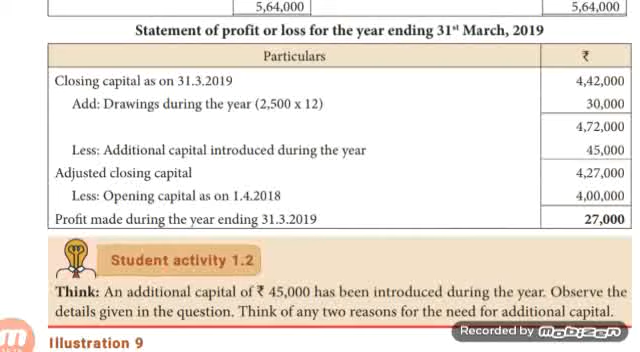 5,64,000 5,64,000
Statement of profit or loss for the year ending 31st March, 2019
Particulars ₹
Closing capital as on 31.3.2019 4,42,000
Add: Drawings during the year (2,500 x 12) 30,000
4,72,000
Less: Additional capital introduced during the year 45,000
Adjusted closing capital 4,27,000
Less: Opening capital as on 1.4.2018 4,00,000
Profit made during the year ending 31.3.2019 27,000
Student activity 1.2
Think: An additional capital of ₹ 45,000 has been introduced during the year. Observe the
details given in the question. Think of any two reasons for the need for additional capital.
Recorded by mobizen
Illustration 9